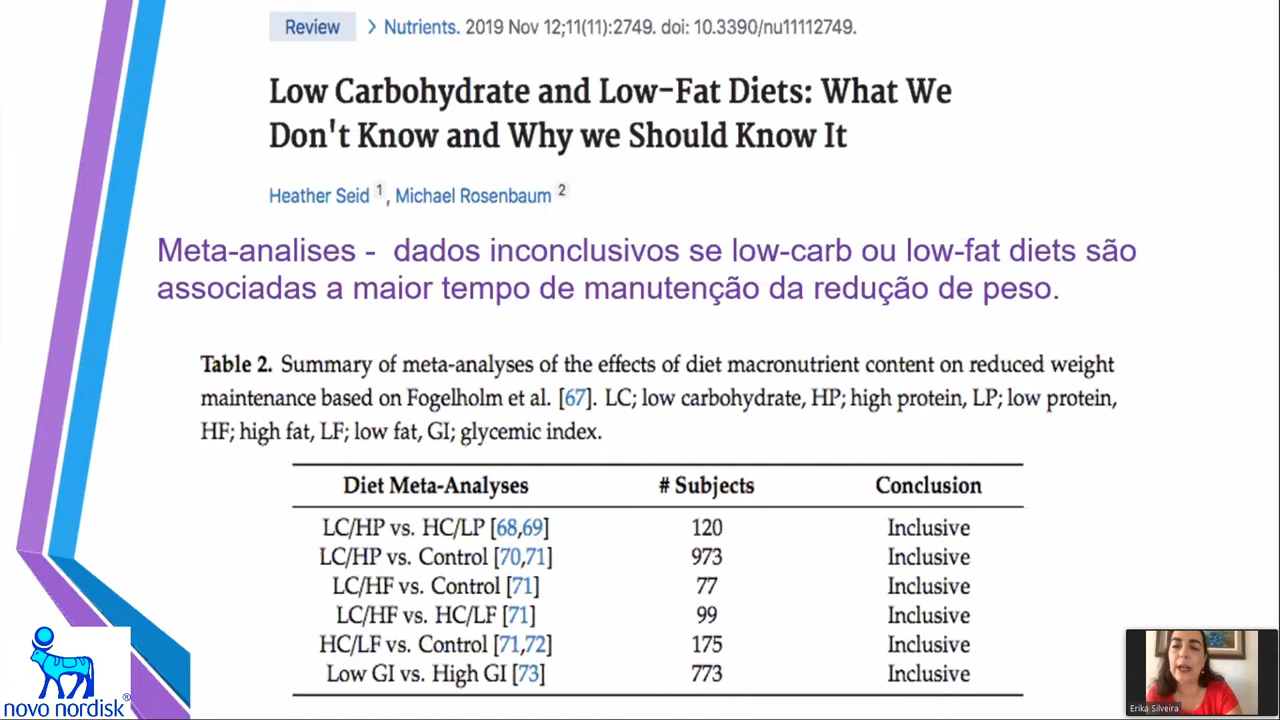 Review > Nutrients. 2019 Nov 12;11(11):2749. doi: 10.3390/nu11112749.
Low Carbohydrate and Low-Fat Diets: What We
Don't Know and Why we Should Know It
Heather Seid 1, Michael Rosenbaum 2
Meta-analises - dados inconclusivos se low-carb ou low-fat diets são
associadas a maior tempo de manutenção da redução de peso.
Table 2. Summary of meta-analyses of the effects of diet macronutrient content on reduced weight
maintenance based on Fogelholm et al. [67]. LC; low carbohydrate, HP; high protein, LP; low protein,
HF; high fat, LF; low fat, GI; glycemic index.
Diet Meta-Analyses # Subjects Conclusion
LC/HP vs. HC/LP [68,69] 120 Inclusive
LC/HP vs. Control [70,71] 973 Inclusive
LC/HF vs. Control [71] 77 Inclusive
LC/HF vs. HC/LF [71] 99 Inclusive
HC/LF vs. Control [71,72] 175 Inclusive
Low GI vs. High GI [73] 773 Inclusive
novo nordisk®
Erika Silveira